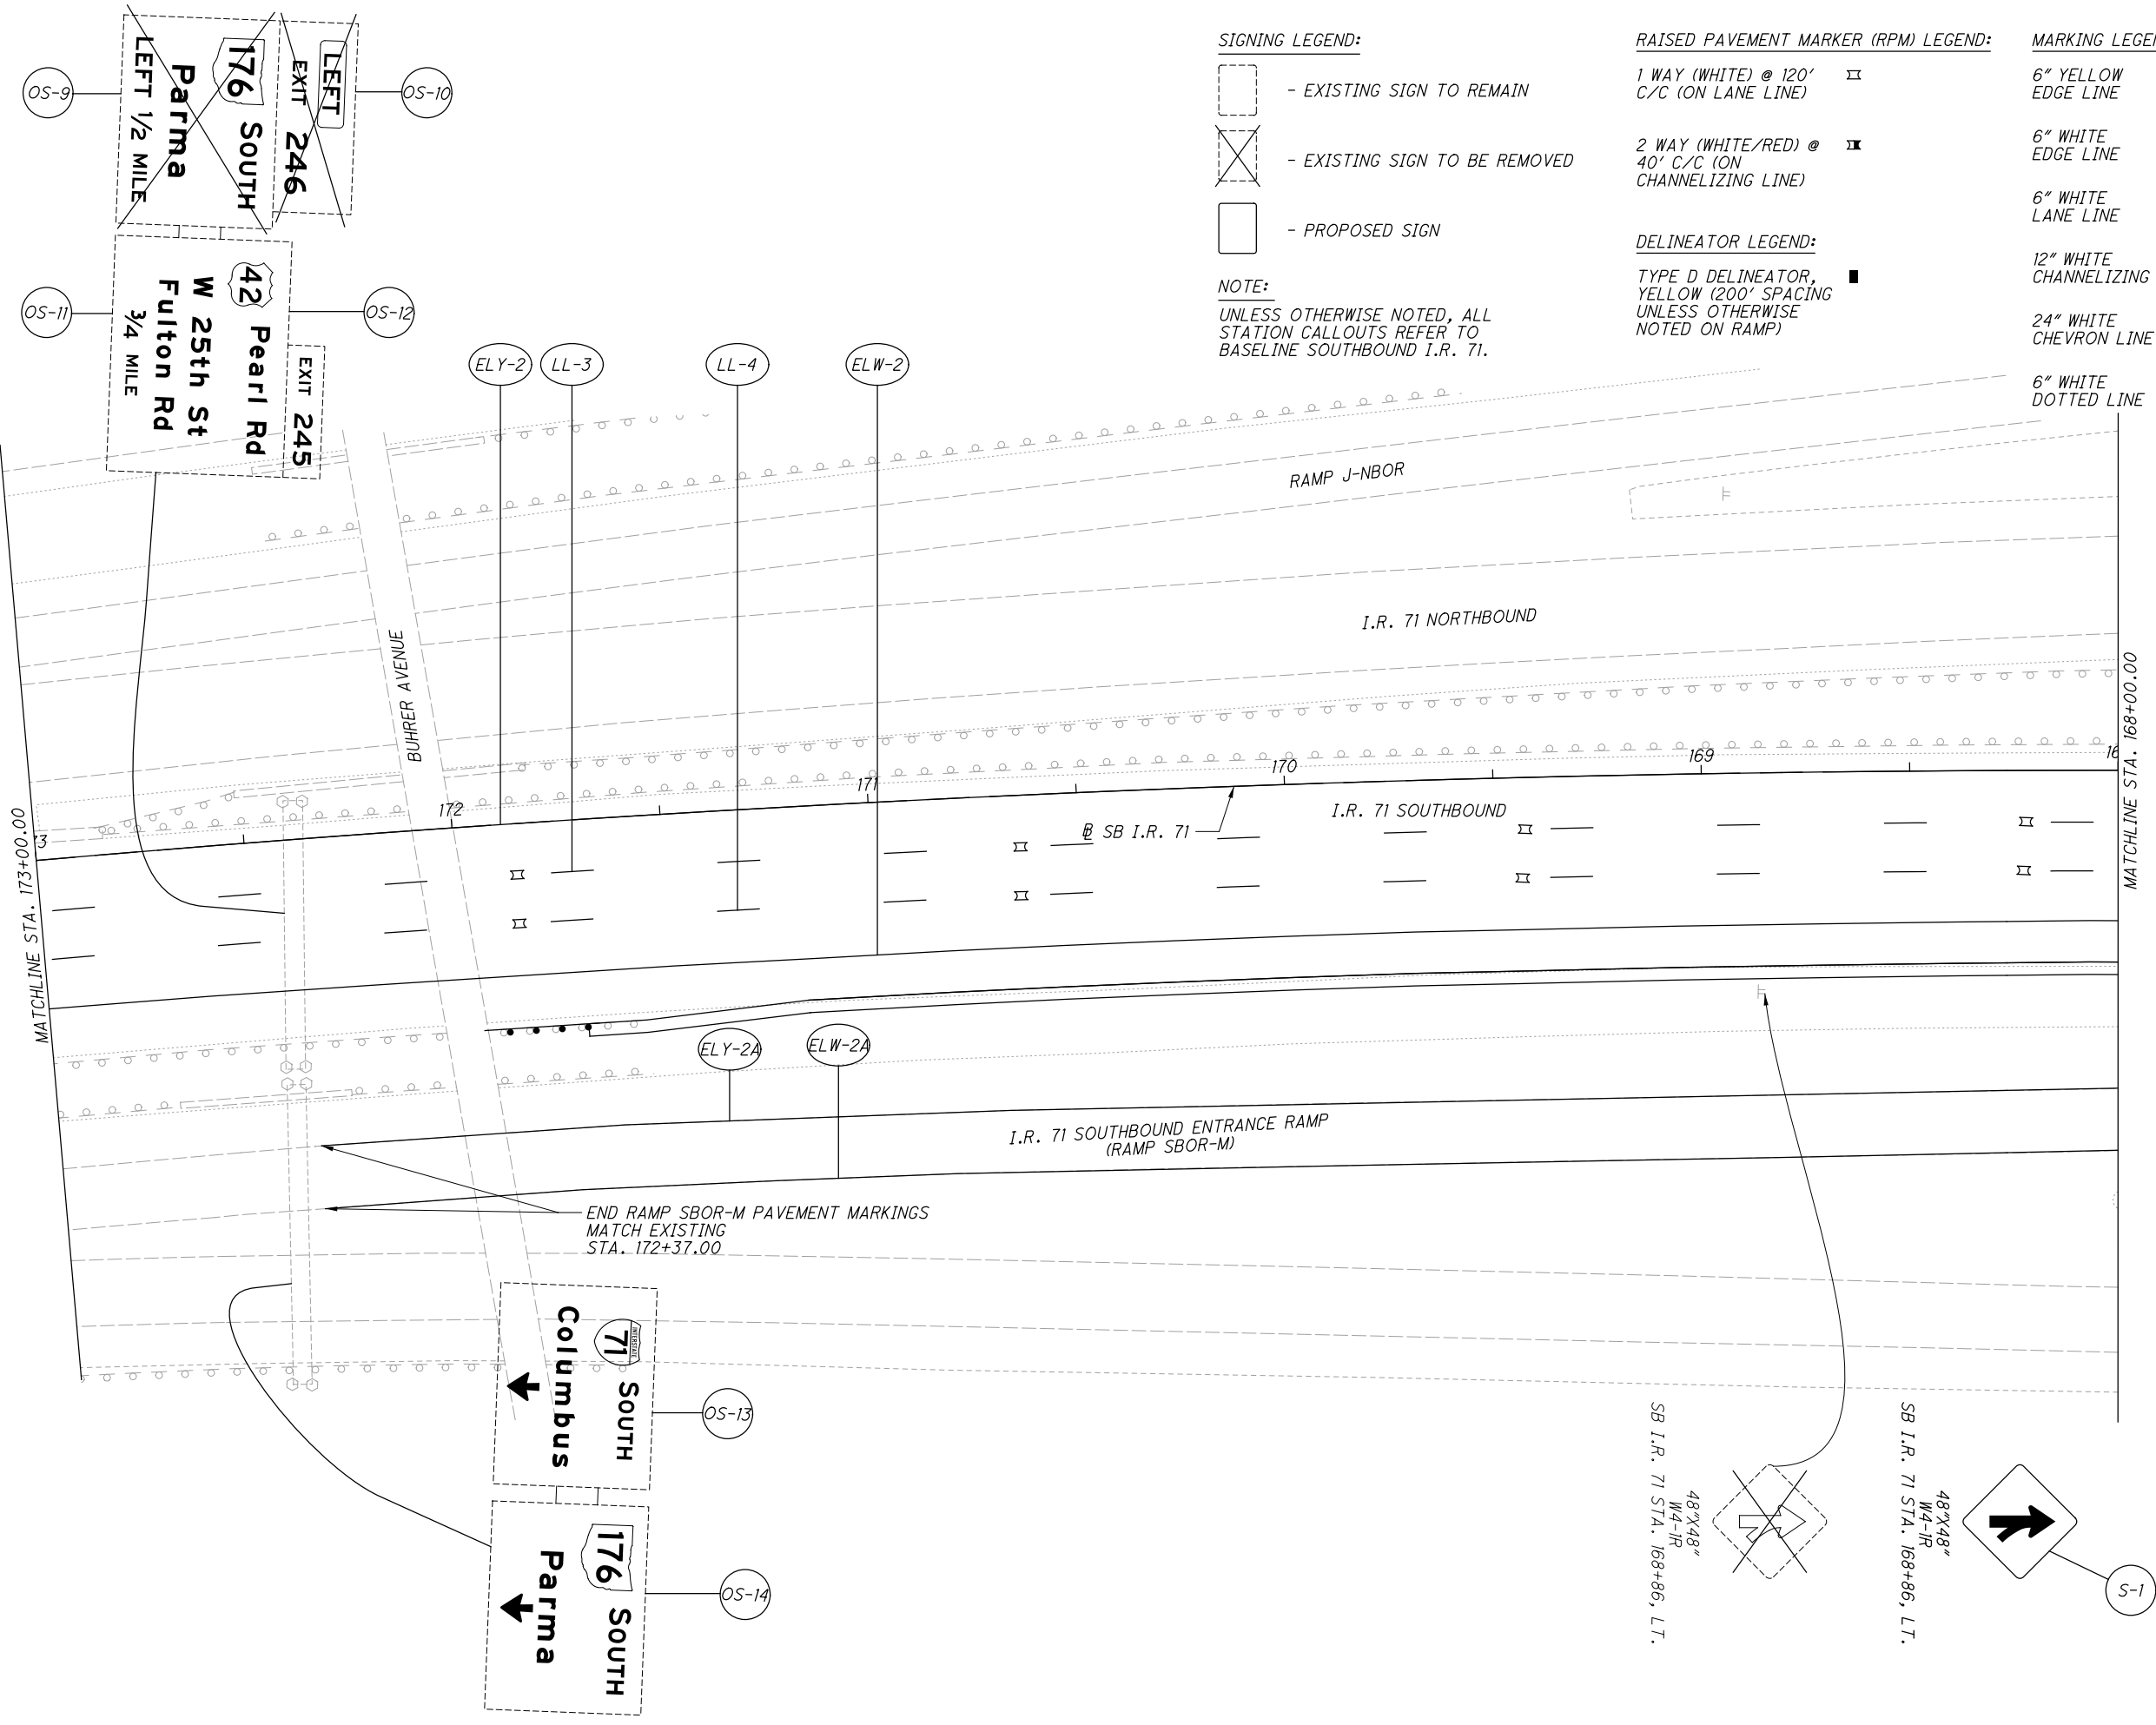 SIGNING LEGEND:
- EXISTING SIGN TO REMAIN
- EXISTING SIGN TO BE REMOVED
- PROPOSED SIGN
NOTE:
UNLESS OTHERWISE NOTED, ALL
STATION CALLOUTS REFER TO
BASELINE SOUTHBOUND I.R. 71.
RAISED PAVEMENT MARKER (RPM) LEGEND:
1 WAY (WHITE) @ 120'
C/C (ON LANE LINE)
2 WAY (WHITE/RED) @
40' C/C (ON
CHANNELIZING LINE)
DELINEATOR LEGEND:
TYPE D DELINEATOR,
YELLOW (200' SPACING
UNLESS OTHERWISE
NOTED ON RAMP)
MARKING LEGEN
6" YELLOW
EDGE LINE
6" WHITE
EDGE LINE
6" WHITE
LANE LINE
12" WHITE
CHANNELIZING
24" WHITE
CHEVRON LINE
6" WHITE
DOTTED LINE
OS-9
OS-10
LEFT
EXIT 246
176 SOUTH
Parma
LEFT 1/2 MILE
OS-11
OS-12
EXIT 245
42 Pearl Rd
W 25th St
Fulton Rd
3/4 MILE
ELY-2
LL-3
LL-4
ELW-2
RAMP J-NBOR
I.R. 71 NORTHBOUND
BUHRER AVENUE
MATCHLINE STA. 173+00.00
MATCHLINE STA. 168+00.00
73
172
171
170
169
16
I.R. 71 SOUTHBOUND
℄ SB I.R. 71
ELY-2A
ELW-2A
I.R. 71 SOUTHBOUND ENTRANCE RAMP
(RAMP SBOR-M)
END RAMP SBOR-M PAVEMENT MARKINGS
MATCH EXISTING
STA. 172+37.00
INTERSTATE
71 SOUTH
Columbus
OS-13
176 SOUTH
Parma
OS-14
48"X48"
W4-1R
SB I.R. 71 STA. 168+86, LT.
48"X48"
W4-1R
SB I.R. 71 STA. 168+86, LT.
S-1